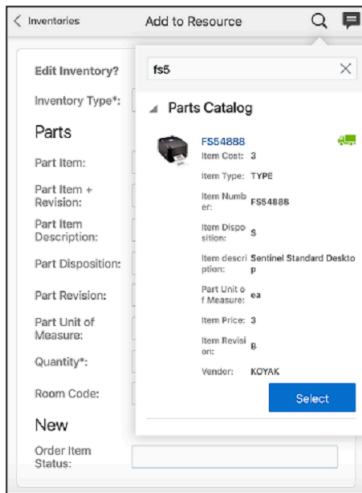 Inventories
Add to Resource
Edit Inventory?
Inventory Type*:
Parts
Part Item:
Part Item +
Revision:
Part Item
Description:
Part Disposition:
Part Revision:
Part Unit of
Measure:
Quantity*:
Room Code:
New
Order Item
Status:
fs5
Parts Catalog
FS54888
Item Cost: 3
Item Type: TYPE
Item Numb
er: FS54888
Item Dispo
sition: S
Item descri
ption: Sentinel Standard Deskto
p
Part Unit o
f Measure: ea
Item Price: 3
Item Revisi
on: B
Vendor: KOYAK
Select